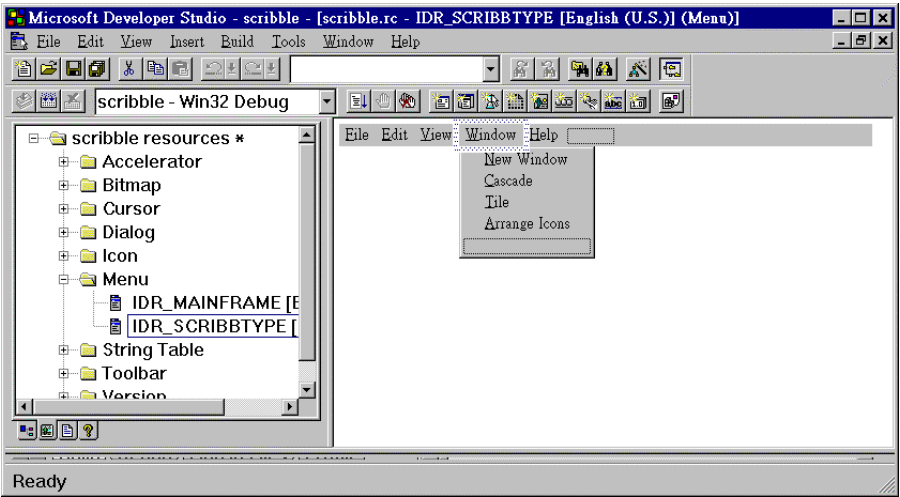 Microsoft Developer Studio - scribble - [scribble.rc - IDR_SCRIBBTYPE [English (U.S.)] (Menu)]
File Edit View Insert Build Tools Window Help
scribble - Win32 Debug
scribble resources *
Accelerator
Bitmap
Cursor
Dialog
Icon
Menu
IDR_MAINFRAME [E
IDR_SCRIBBTYPE [
String Table
Toolbar
Version
File Edit View Window Help
New Window
Cascade
Tile
Arrange Icons
Ready